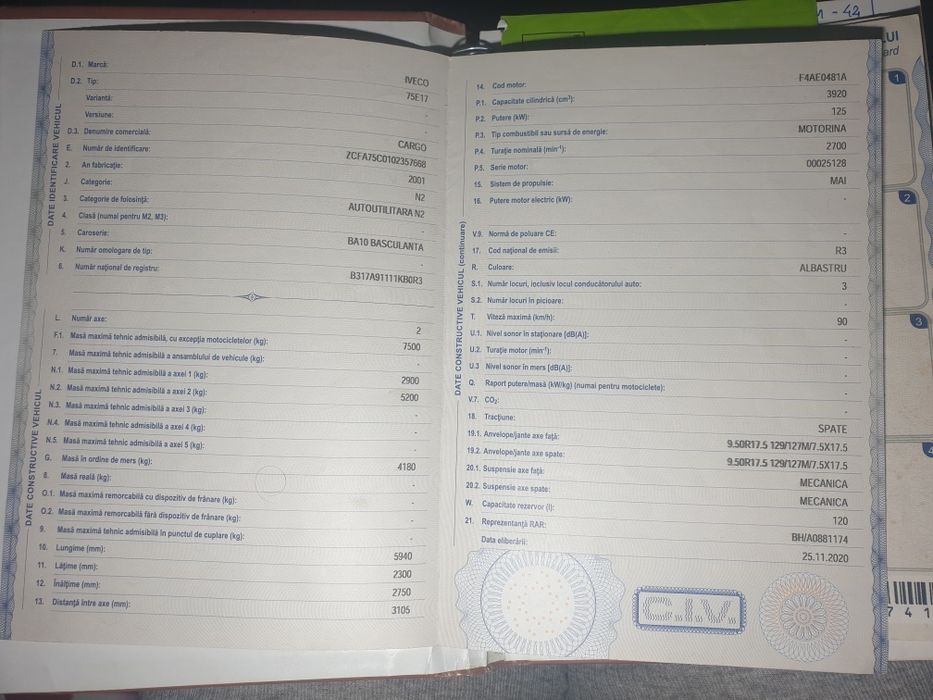 DATE IDENTIFICARE VEHICUL
D.1. Marcă: IVECO
D.2. Tip: 75E17
Variantă: -
Versiune: -
D.3. Denumire comercială: CARGO
E. Număr de identificare: ZCFA75C0102357668
2. An fabricație: 2001
J. Categorie: N2
3. Categorie de folosință: AUTOUTILITARA N2
4. Clasă (numai pentru M2, M3): -
5. Caroserie: BA10 BASCULANTA
K. Număr omologare de tip: -
6. Număr național de registru: B317A91111KB0R3
DATE CONSTRUCTIVE VEHICUL
L. Număr axe: 2
F.1. Masă maximă tehnic admisibilă, cu excepția motocicletelor (kg): 7500
7. Masă maximă tehnic admisibilă a ansamblului de vehicule (kg): -
N.1. Masă maximă tehnic admisibilă a axei 1 (kg): 2900
N.2. Masă maximă tehnic admisibilă a axei 2 (kg): 5200
N.3. Masă maximă tehnic admisibilă a axei 3 (kg): -
N.4. Masă maximă tehnic admisibilă a axei 4 (kg): -
N.5. Masă maximă tehnic admisibilă a axei 5 (kg): -
G. Masă în ordine de mers (kg): 4180
8. Masă reală (kg): -
O.1. Masă maximă remorcabilă cu dispozitiv de frânare (kg): -
O.2. Masă maximă remorcabilă fără dispozitiv de frânare (kg): -
9. Masă maximă tehnic admisibilă în punctul de cuplare (kg): -
10. Lungime (mm): 5940
11. Lățime (mm): 2300
12. Înălțime (mm): 2750
13. Distanță între axe (mm): 3105
DATE CONSTRUCTIVE VEHICUL (continuare)
14. Cod motor: F4AE0481A
P.1. Capacitate cilindrică (cm³): 3920
P.2. Putere (kW): 125
P.3. Tip combustibil sau sursă de energie: MOTORINA
P.4. Turație nominală (min⁻¹): 2700
P.5. Serie motor: 00025128
15. Sistem de propulsie: MAI
16. Putere motor electric (kW): -
V.9. Normă de poluare CE: -
17. Cod național de emisii: R3
R. Culoare: ALBASTRU
S.1. Număr locuri, inclusiv locul conducătorului auto: 3
S.2. Număr locuri în picioare: -
T. Viteză maximă (km/h): 90
U.1. Nivel sonor în staționare [dB(A)]: -
U.2. Turație motor (min⁻¹): -
U.3 Nivel sonor în mers [dB(A)]: -
Q. Raport putere/masă (kW/kg) (numai pentru motociclete): -
V.7. CO₂: -
18. Tracțiune: SPATE
19.1. Anvelope/jante axe față: 9.50R17.5 129/127M/7.5X17.5
19.2. Anvelope/jante axe spate: 9.50R17.5 129/127M/7.5X17.5
20.1. Suspensie axe față: MECANICA
20.2. Suspensie axe spate: MECANICA
W. Capacitate rezervor (l): 120
21. Reprezentanță RAR: BH/A0881174
Data eliberării: 25.11.2020
C.I.V.
- 42
UI
ard
1
2
3
4
7 4 1